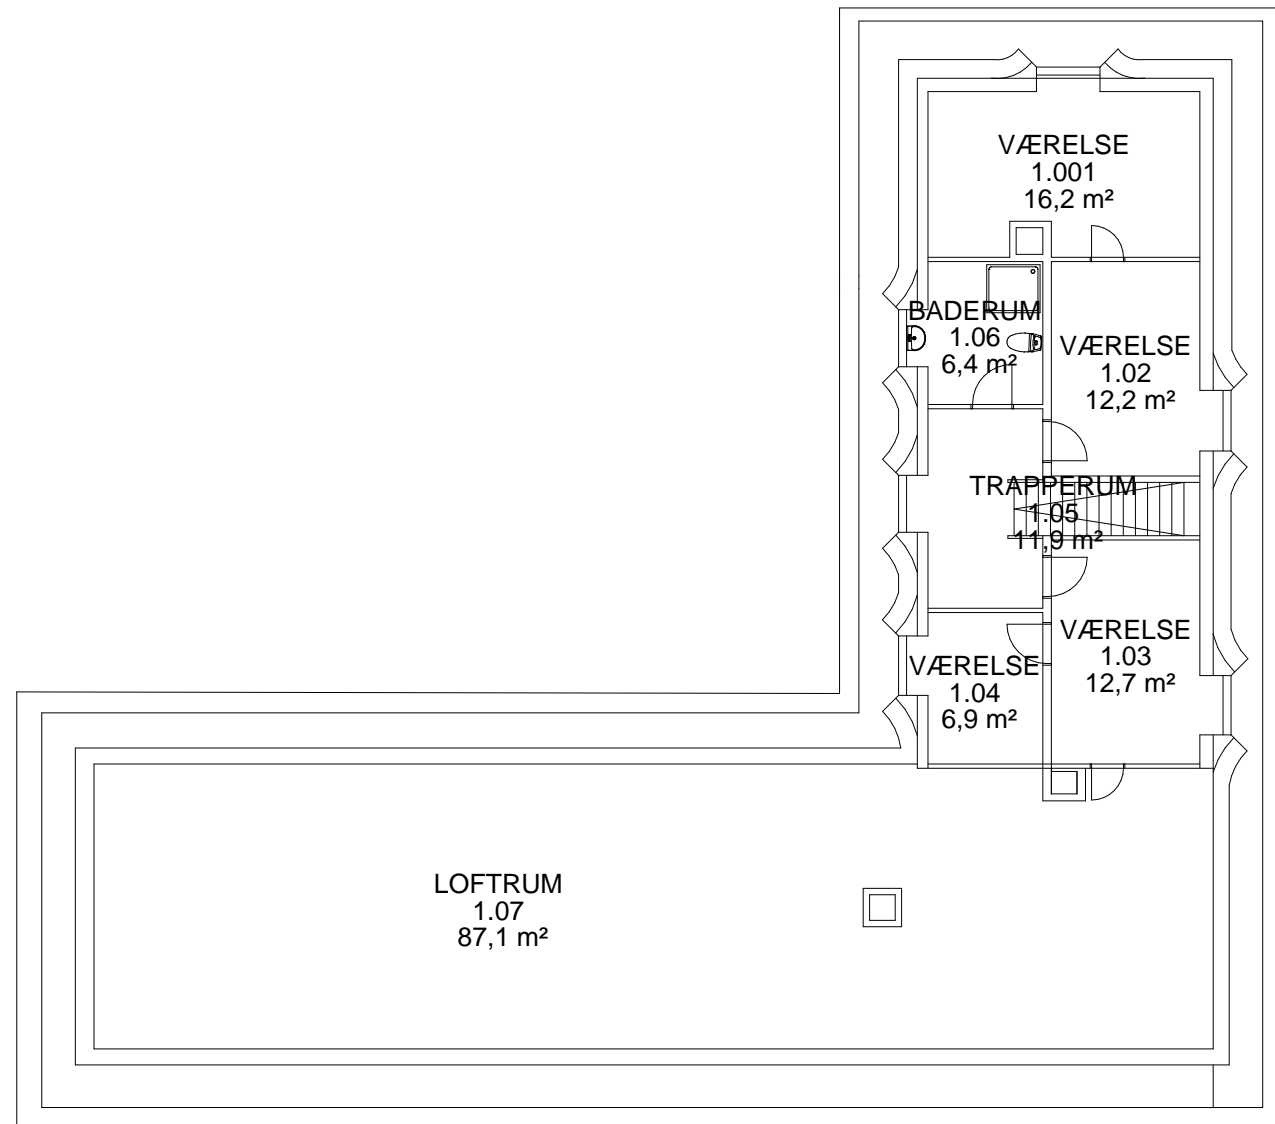 VÆRELSE
1.001
16,2 m²
BADERUM
1.06
6,4 m²
VÆRELSE
1.02
12,2 m²
TRAPPERUM
1.05
11,9 m²
VÆRELSE
1.03
12,7 m²
VÆRELSE
1.04
6,9 m²
LOFTRUM
1.07
87,1 m²